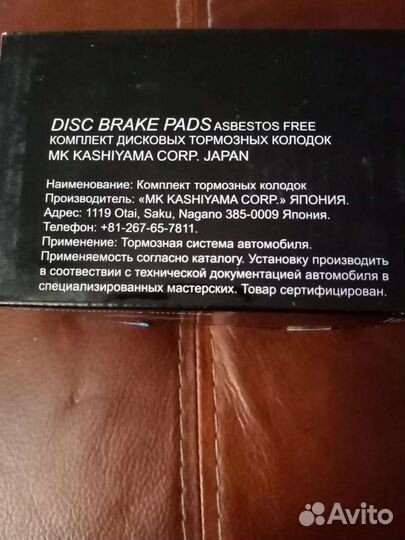 DISC BRAKE PADS ASBESTOS FREE
КОМПЛЕКТ ДИСКОВЫХ ТОРМОЗНЫХ КОЛОДОК
MK KASHIYAMA CORP. JAPAN
Наименование: Комплект тормозных колодок
Производитель: «MK KASHIYAMA CORP.» ЯПОНИЯ.
Адрес: 1119 Otai, Saku, Nagano 385-0009 Япония.
Телефон: +81-267-65-7811.
Применение: Тормозная система автомобиля.
Применяемость согласно каталогу. Установку производить
в соотвествии с технической документацией автомобиля в
специализированных мастерских. Товар сертифицирован.
Avito